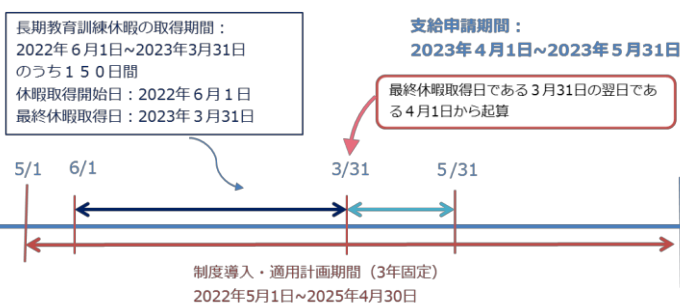 長期教育訓練休暇の取得期間：
2022年６月1日~2023年3月31日
のうち１５０日間
休暇取得開始日：2022年６月１日
最終休暇取得日：2023年３月31日
支給申請期間：
2023年４月1日~2023年５月31日
最終休暇取得日である３月31日の翌日であ
る４月1日から起算
5/1
6/1
3/31
５/31
制度導入・適用計画期間（3年固定）
2022年5月1日~2025年4月30日